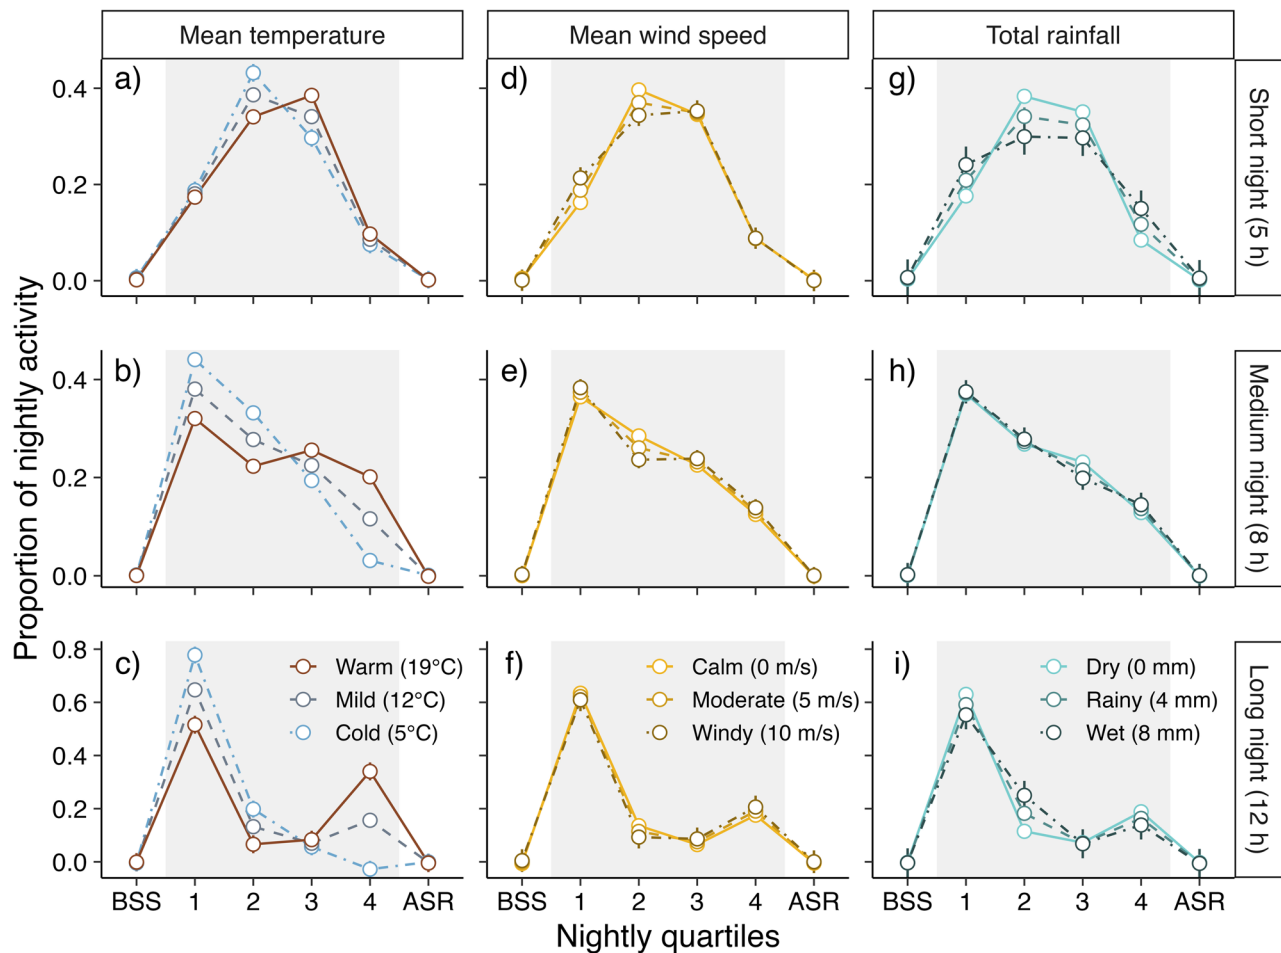 Mean temperature
Mean wind speed
Total rainfall
a)
d)
g)
0.4
0.2
0.0
Short night (5 h)
b)
e)
h)
0.4
0.2
0.0
Medium night (8 h)
c)
f)
i)
0.8
0.6
0.4
0.2
0.0
Warm (19°C)
Mild (12°C)
Cold (5°C)
Calm (0 m/s)
Moderate (5 m/s)
Windy (10 m/s)
Dry (0 mm)
Rainy (4 mm)
Wet (8 mm)
Long night (12 h)
BSS 1 2 3 4 ASR
BSS 1 2 3 4 ASR
BSS 1 2 3 4 ASR
Proportion of nightly activity
Nightly quartiles